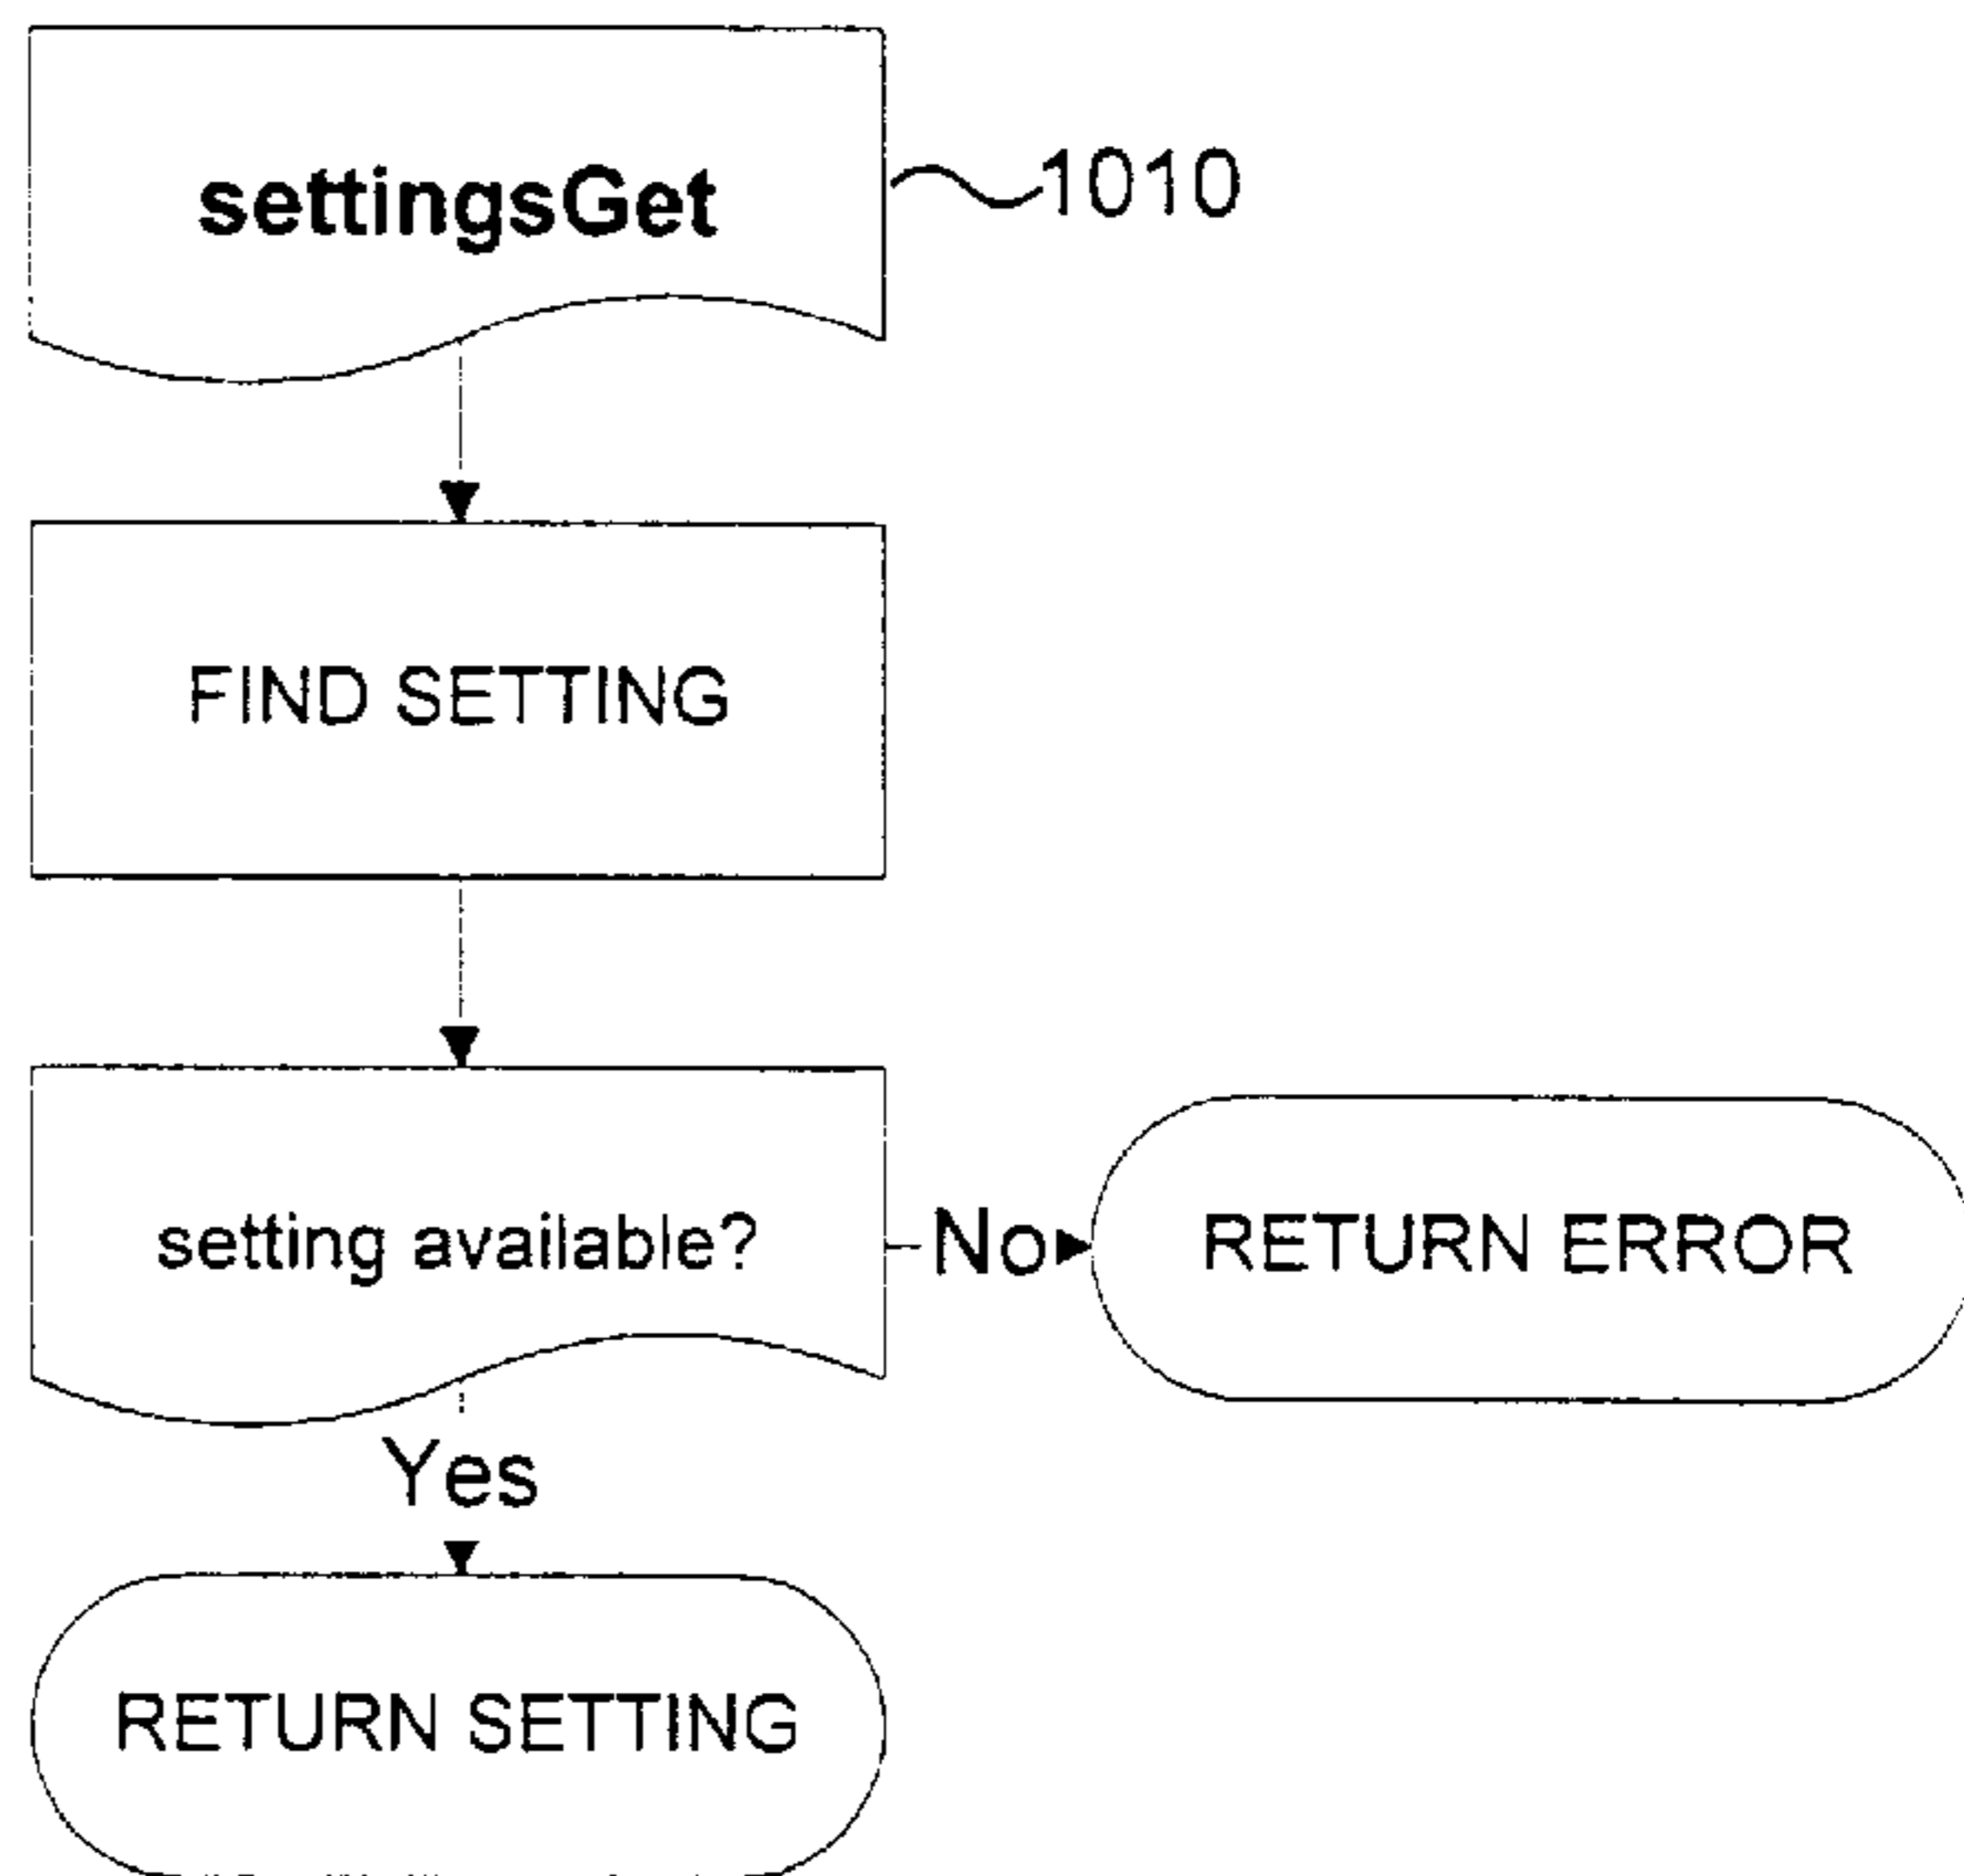 settingsGet
1010
FIND SETTING
setting available?
No
RETURN ERROR
Yes
RETURN SETTING